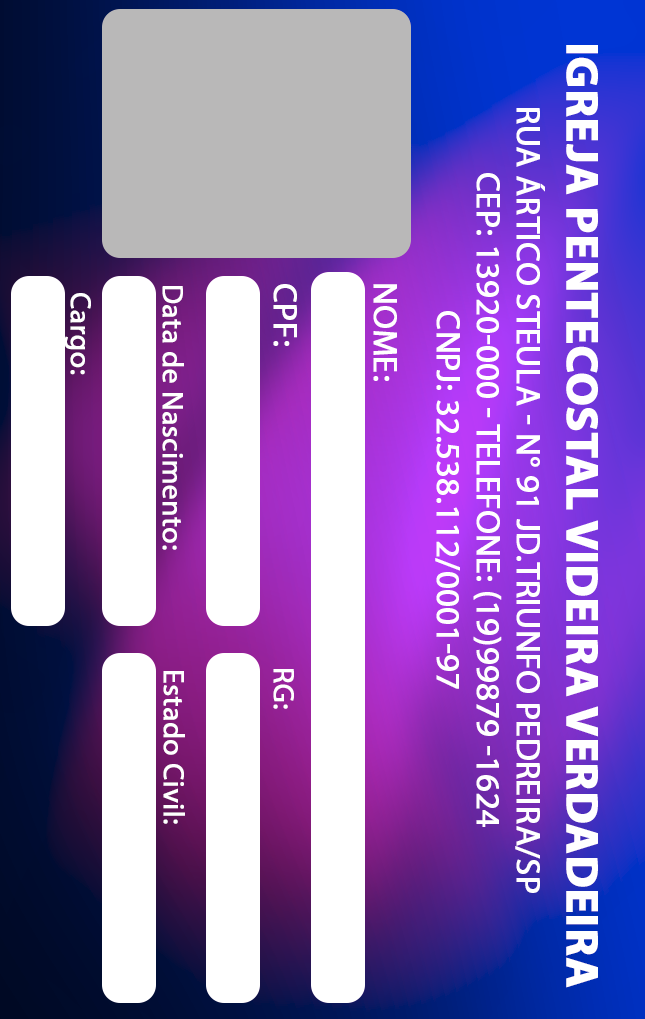 IGREJA PENTECOSTAL VIDEIRA VERDADEIRA
RUA ÁRTICO STEULA - Nº 91 JD.TRIUNFO PEDREIRA/SP
CEP: 13920-000 - TELEFONE: (19)99879 -1624
CNPJ: 32.538.112/0001-97
NOME:
CPF:
RG:
Data de Nascimento:
Estado Civil:
Cargo: